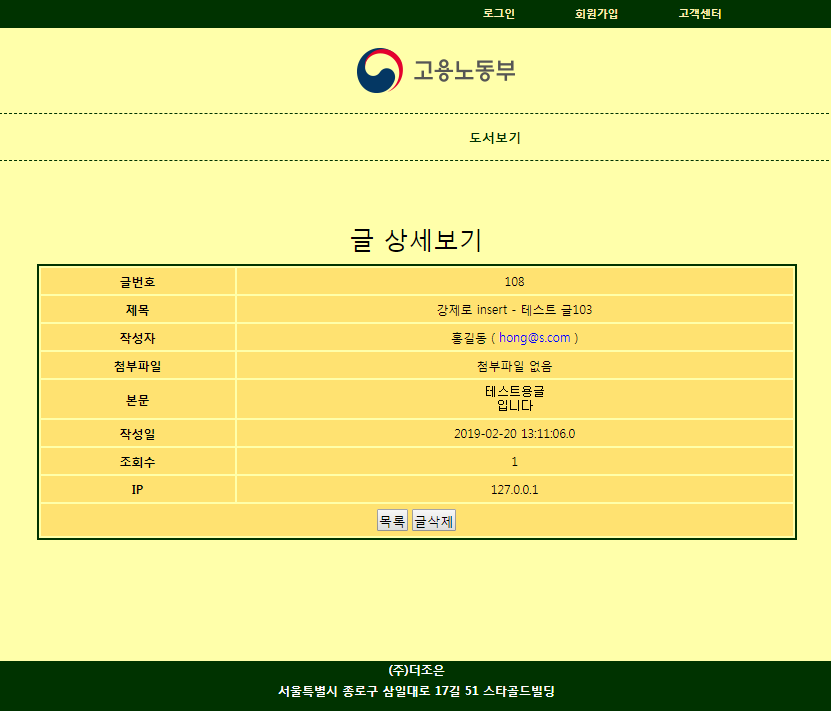 로그인 회원가입 고객센터
고용노동부
도서보기
글 상세보기
글번호 108
제목 강제로 insert - 테스트 글103
작성자 홍길동 ( hong@s.com )
첨부파일 첨부파일 없음
본문 테스트용글
입니다
작성일 2019-02-20 13:11:06.0
조회수 1
IP 127.0.0.1
목록 글삭제
(주)더조은
서울특별시 종로구 삼일대로 17길 51 스타골드빌딩